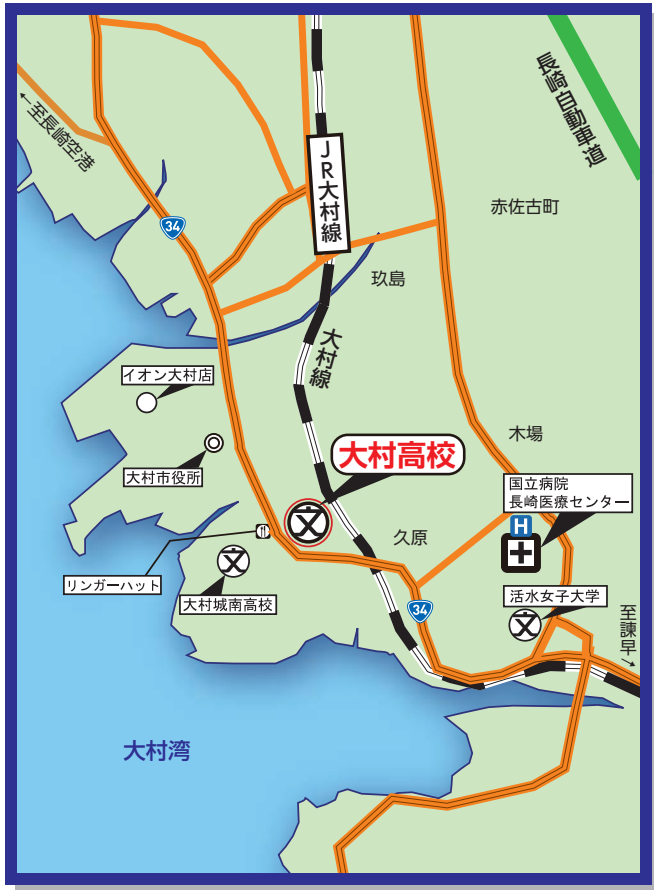 長崎自動車道
←至長崎空港
JR大村線
赤佐古町
34
玖島
大村線
イオン大村店
木場
大村高校
大村市役所
国立病院
長崎医療センター
H
久原
リンガーハット
文
文
大村城南高校
活水女子大学
34
文
至諫早→
大村湾